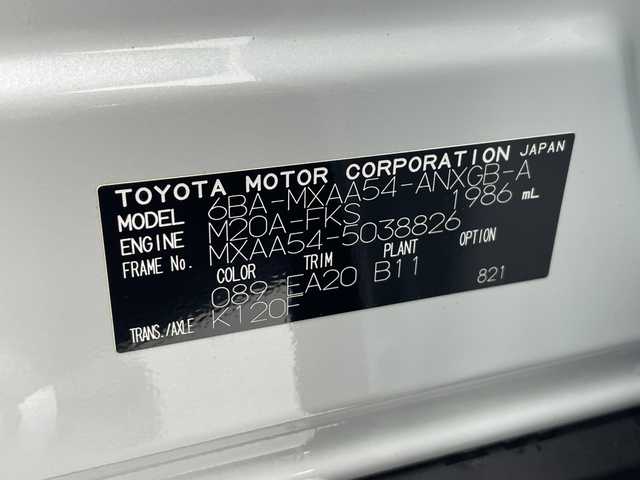 TOYOTA MOTOR CORPORATION JAPAN
MODEL 6BA-MXAA54-ANXGB-A
ENGINE M20A-FKS 1986 mL
FRAME No. MXAA54-5038826
COLOR TRIM PLANT OPTION
089 EA20 B11 821
TRANS./AXLE K120F